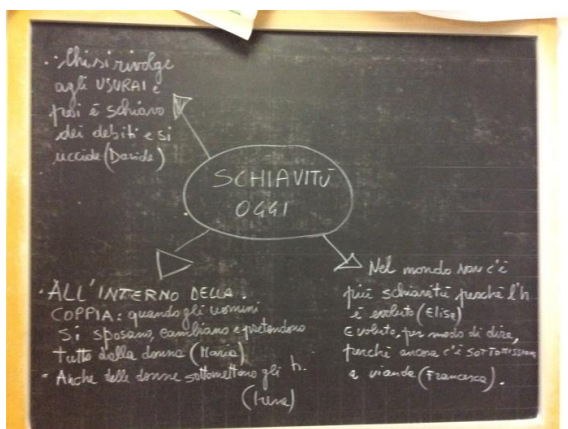 · Chi si rivolge
agli USURAI e
poi è schiavo
dei debiti e si
uccide (Davide)
SCHIAVITÙ
OGGI
· ALL'INTERNO DELLA
COPPIA: quando gli uomini
si sposano, cambiano e pretendono
tutto dalla donna (Maria)
· Anche delle donne sottomettono gli h.
(Irene)
Nel mondo non c'è
più schiavitù perché l'h
è evoluto (Elisa)
Evoluto, per modo di dire,
perché ancora c'è
e vianda (Francesca).